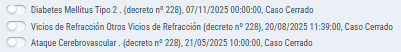 Diabetes Mellitus Tipo 2 . {decreto nº 228}, 07/11/2025 00:00:00, Caso Cerrado
Vicios de Refracción Otros Vicios de Refracción {decreto nº 228}, 20/08/2025 11:39:00, Caso Cerrado
Ataque Cerebrovascular . {decreto nº 228}, 21/05/2025 10:00:00, Caso Cerrado